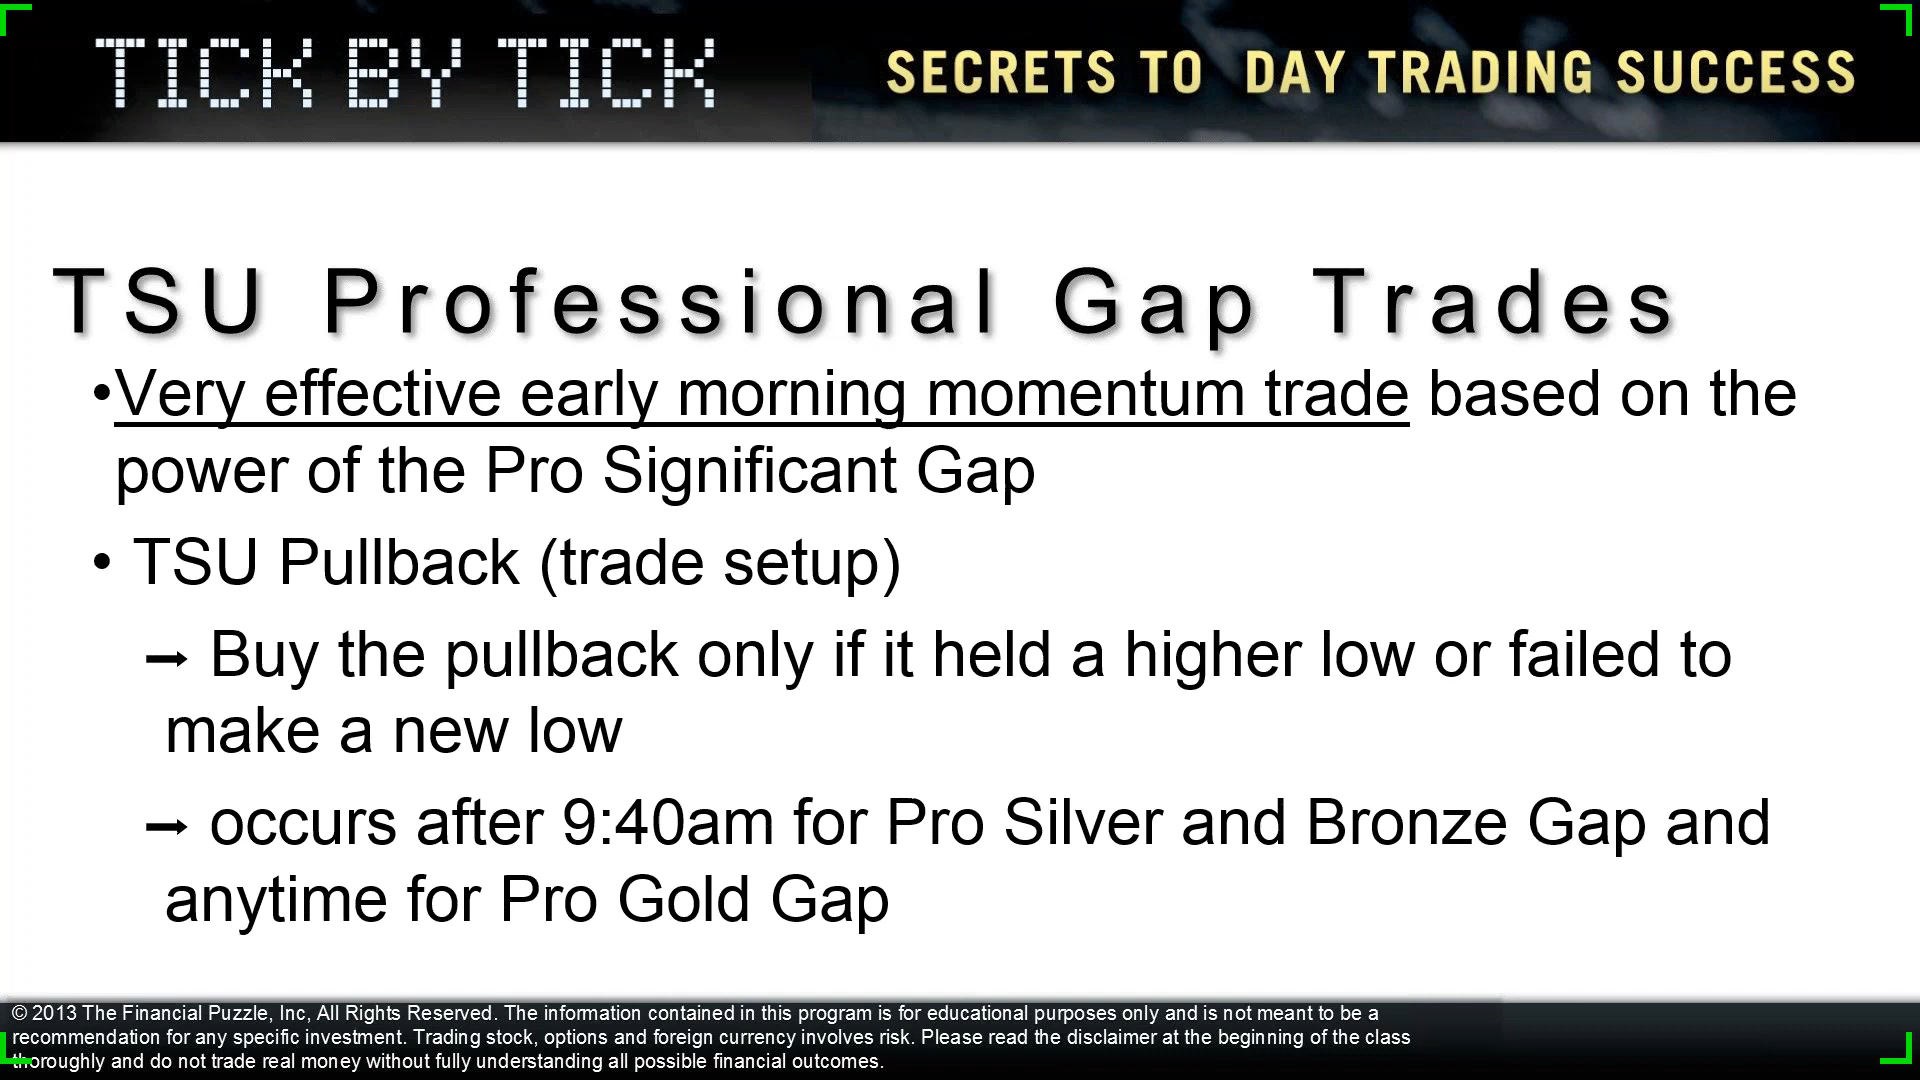 TICK BY TICK
SECRETS TO DAY TRADING SUCCESS
TSU Professional Gap Trades
•Very effective early morning momentum trade based on the
power of the Pro Significant Gap
• TSU Pullback (trade setup)
→ Buy the pullback only if it held a higher low or failed to
make a new low
→ occurs after 9:40am for Pro Silver and Bronze Gap and
anytime for Pro Gold Gap
© 2013 The Financial Puzzle, Inc, All Rights Reserved. The information contained in this program is for educational purposes only and is not meant to be a
recommendation for any specific investment. Trading stock, options and foreign currency involves risk. Please read the disclaimer at the beginning of the class
thoroughly and do not trade real money without fully understanding all possible financial outcomes.